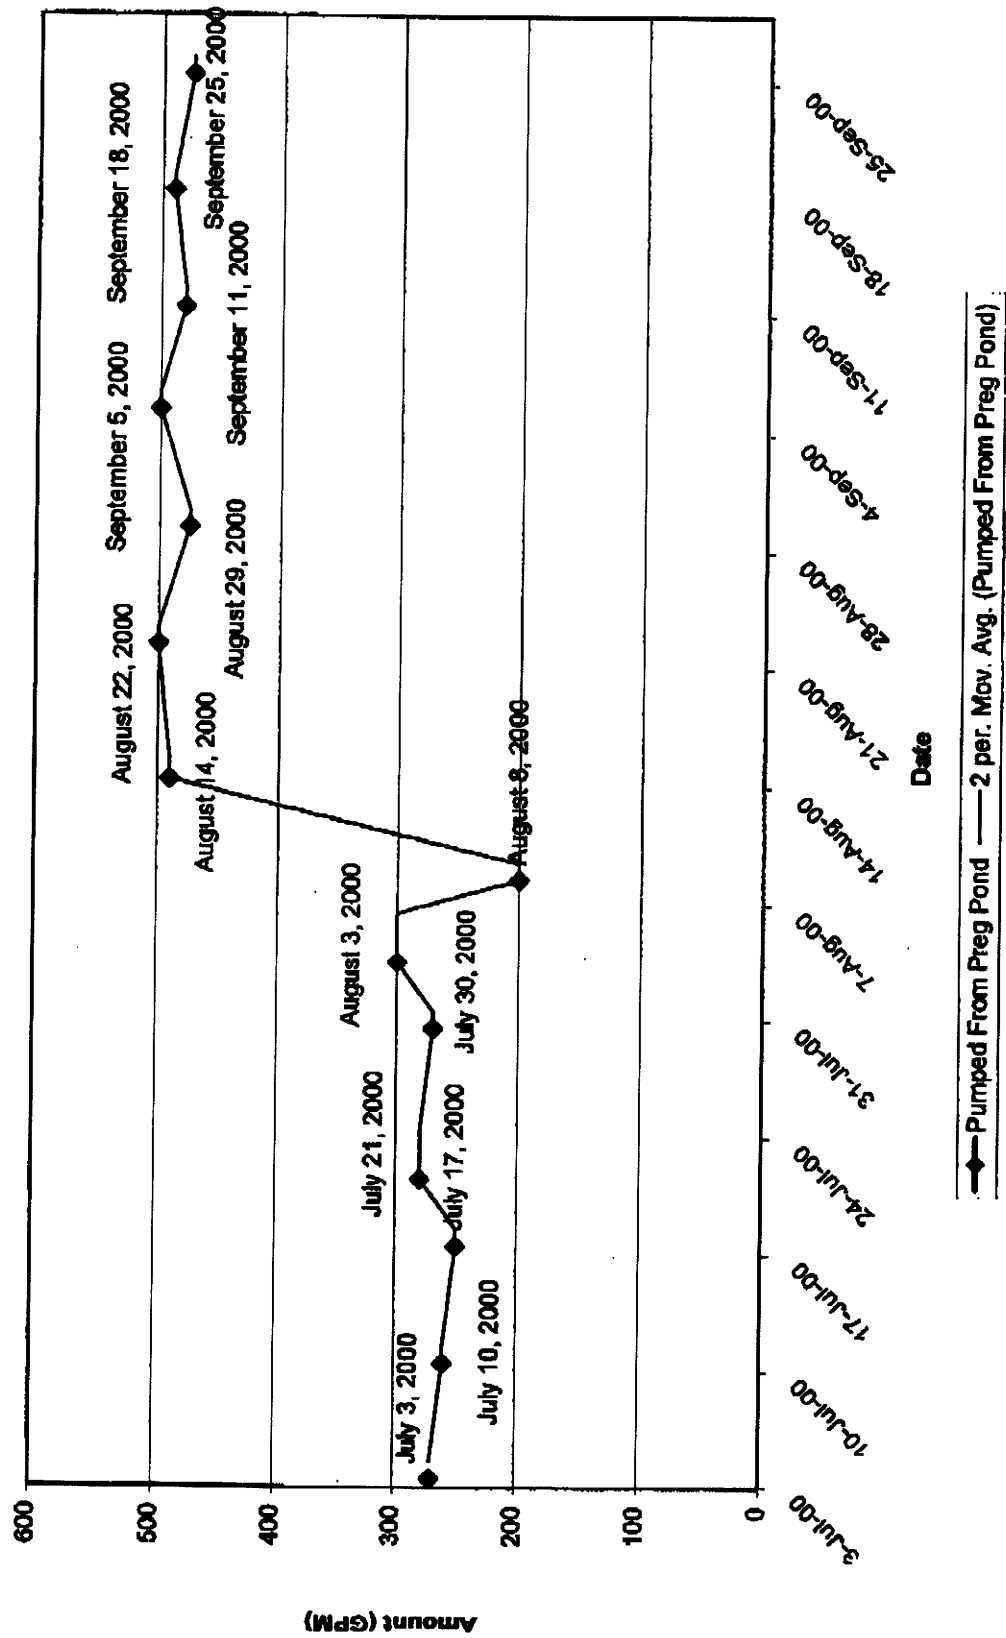 600
500
400
300
200
100
0
Amount (GPM)
July 3, 2000
July 10, 2000
July 17, 2000
July 21, 2000
July 30, 2000
August 3, 2000
August 8, 2000
August 14, 2000
August 22, 2000
August 29, 2000
September 5, 2000
September 11, 2000
September 18, 2000
September 25, 2000
3-Jul-00
10-Jul-00
17-Jul-00
24-Jul-00
31-Jul-00
7-Aug-00
14-Aug-00
21-Aug-00
28-Aug-00
4-Sep-00
11-Sep-00
18-Sep-00
25-Sep-00
Date
Pumped From Preg Pond 2 per. Mov. Avg. (Pumped From Preg Pond)